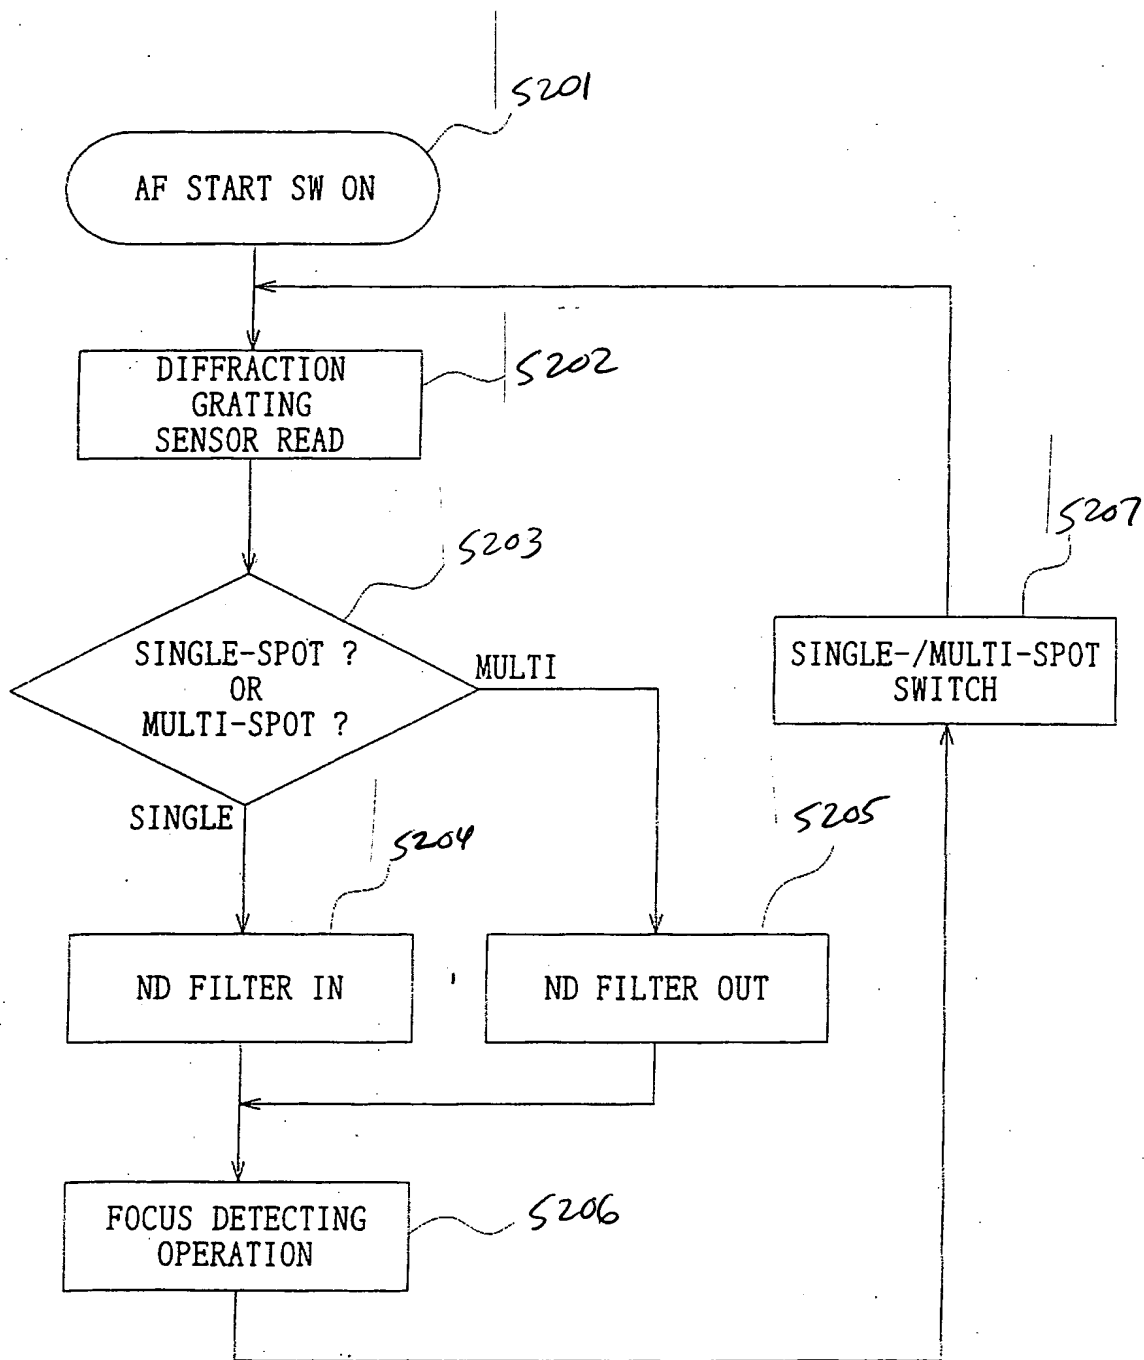 S201
AF START SW ON
S202
DIFFRACTION
GRATING
SENSOR READ
S203
SINGLE-SPOT ?
OR
MULTI-SPOT ?
MULTI
SINGLE
S207
SINGLE-/MULTI-SPOT
SWITCH
S204
ND FILTER IN
S205
ND FILTER OUT
S206
FOCUS DETECTING
OPERATION